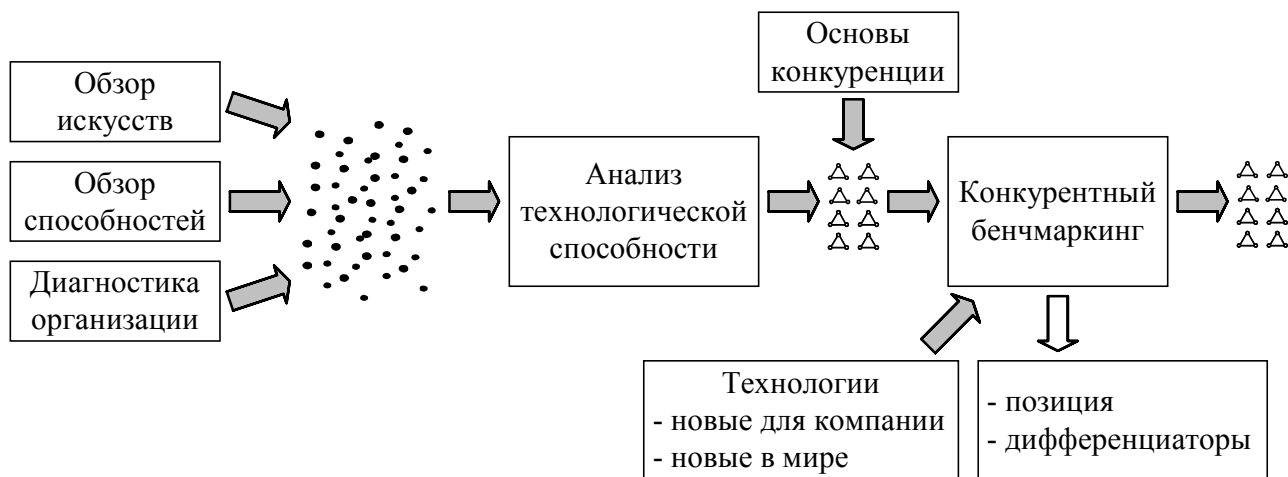 Основы
конкуренции
Обзор
искусств
Обзор
способностей
Диагностика
организации
Анализ
технологической
способности
Конкурентный
бенчмаркинг
Технологии
- новые для компании
- новые в мире
- позиция
- дифференциаторы